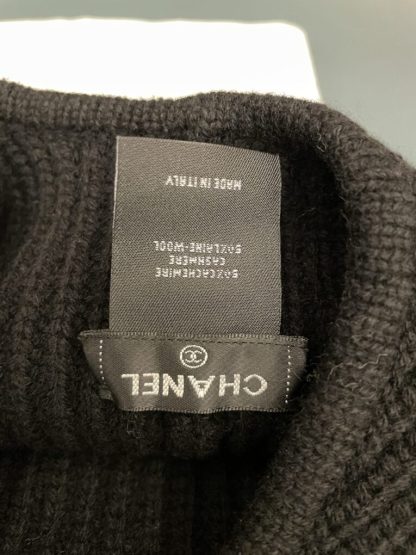 CHANEL
50%CACHEMIRE
CASHMERE
50%LAINE-WOOL
MADE IN ITALY